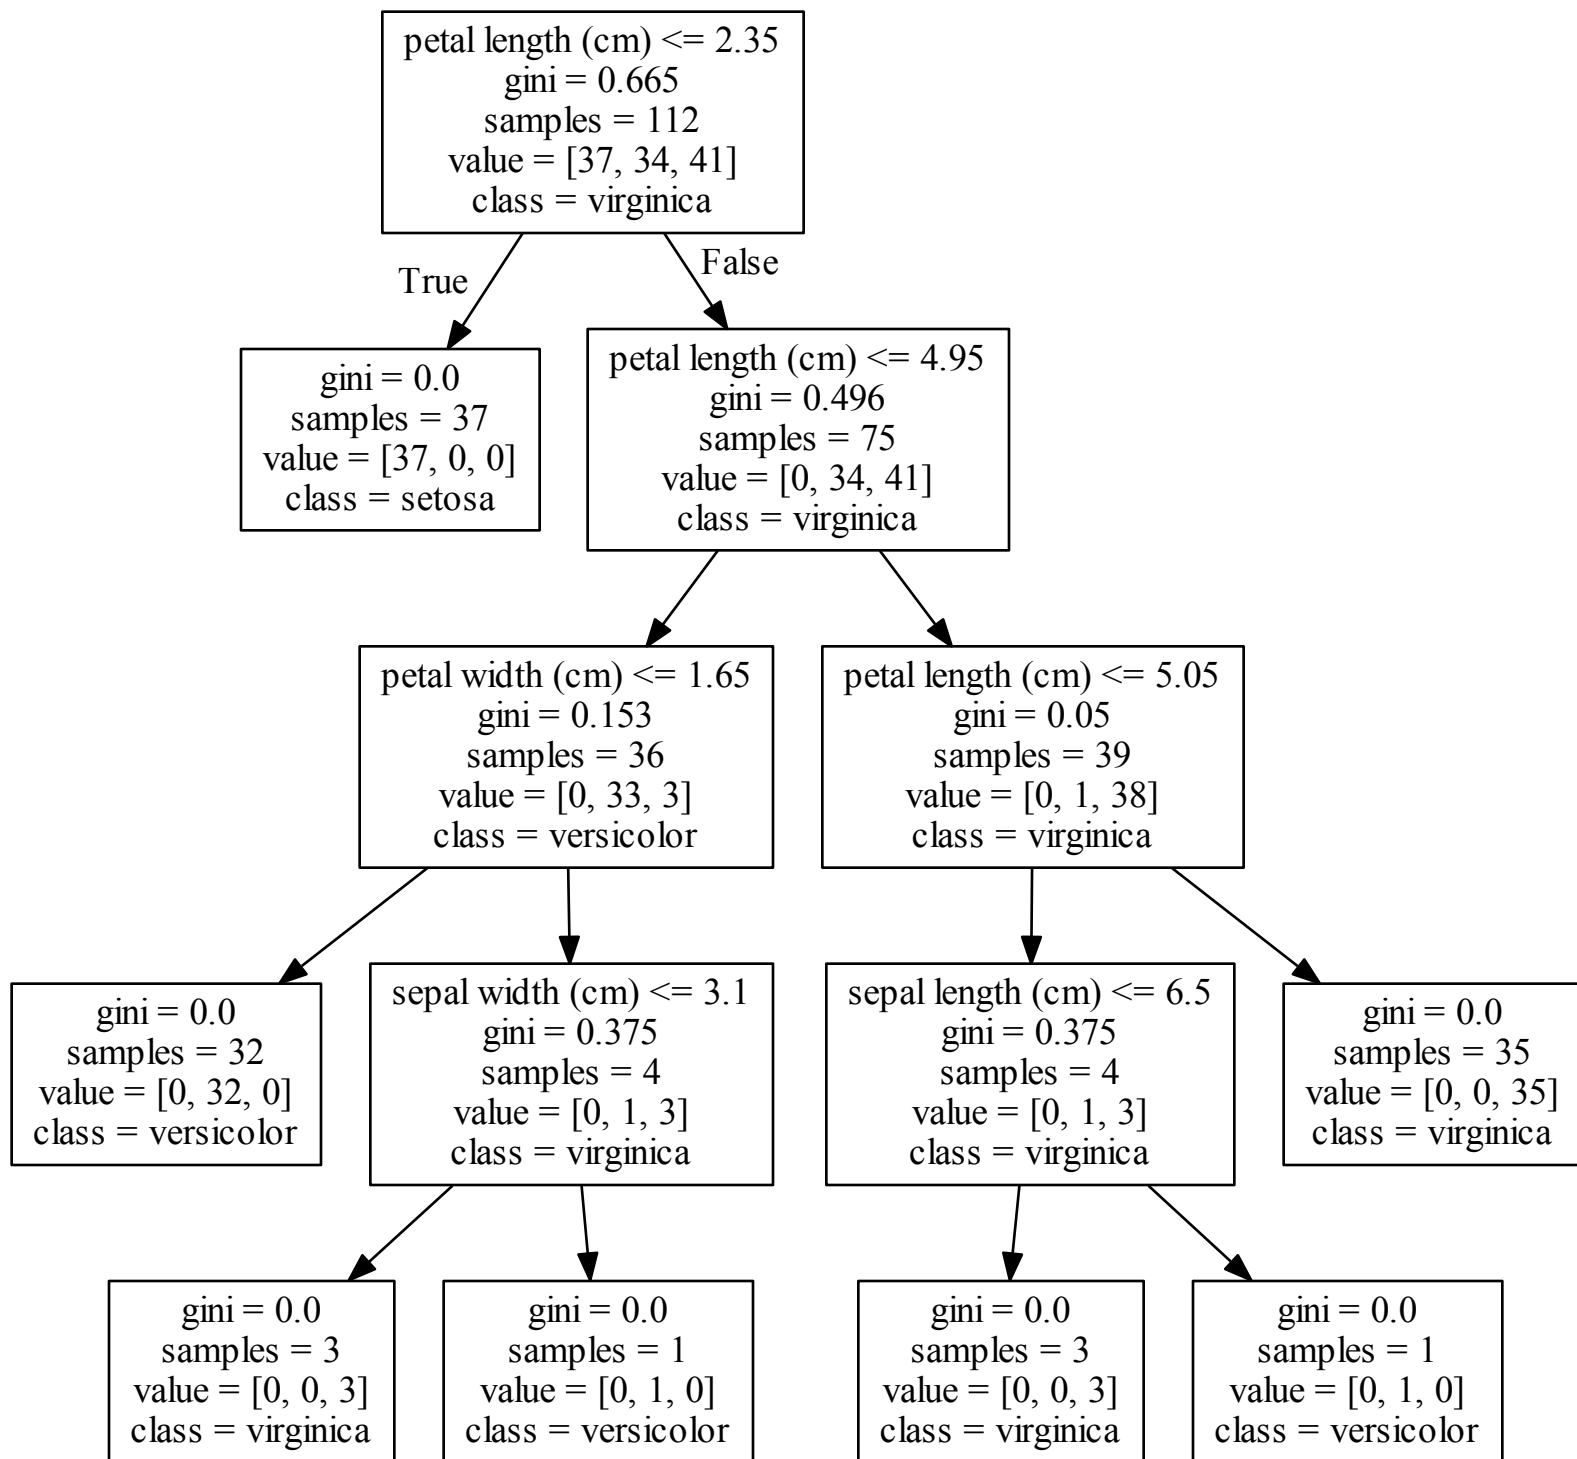 petal length (cm) <= 2.35
gini = 0.665
samples = 112
value = [37, 34, 41]
class = virginica
True
False
gini = 0.0
samples = 37
value = [37, 0, 0]
class = setosa
petal length (cm) <= 4.95
gini = 0.496
samples = 75
value = [0, 34, 41]
class = virginica
petal width (cm) <= 1.65
gini = 0.153
samples = 36
value = [0, 33, 3]
class = versicolor
petal length (cm) <= 5.05
gini = 0.05
samples = 39
value = [0, 1, 38]
class = virginica
gini = 0.0
samples = 32
value = [0, 32, 0]
class = versicolor
sepal width (cm) <= 3.1
gini = 0.375
samples = 4
value = [0, 1, 3]
class = virginica
sepal length (cm) <= 6.5
gini = 0.375
samples = 4
value = [0, 1, 3]
class = virginica
gini = 0.0
samples = 35
value = [0, 0, 35]
class = virginica
gini = 0.0
samples = 3
value = [0, 0, 3]
class = virginica
gini = 0.0
samples = 1
value = [0, 1, 0]
class = versicolor
gini = 0.0
samples = 3
value = [0, 0, 3]
class = virginica
gini = 0.0
samples = 1
value = [0, 1, 0]
class = versicolor